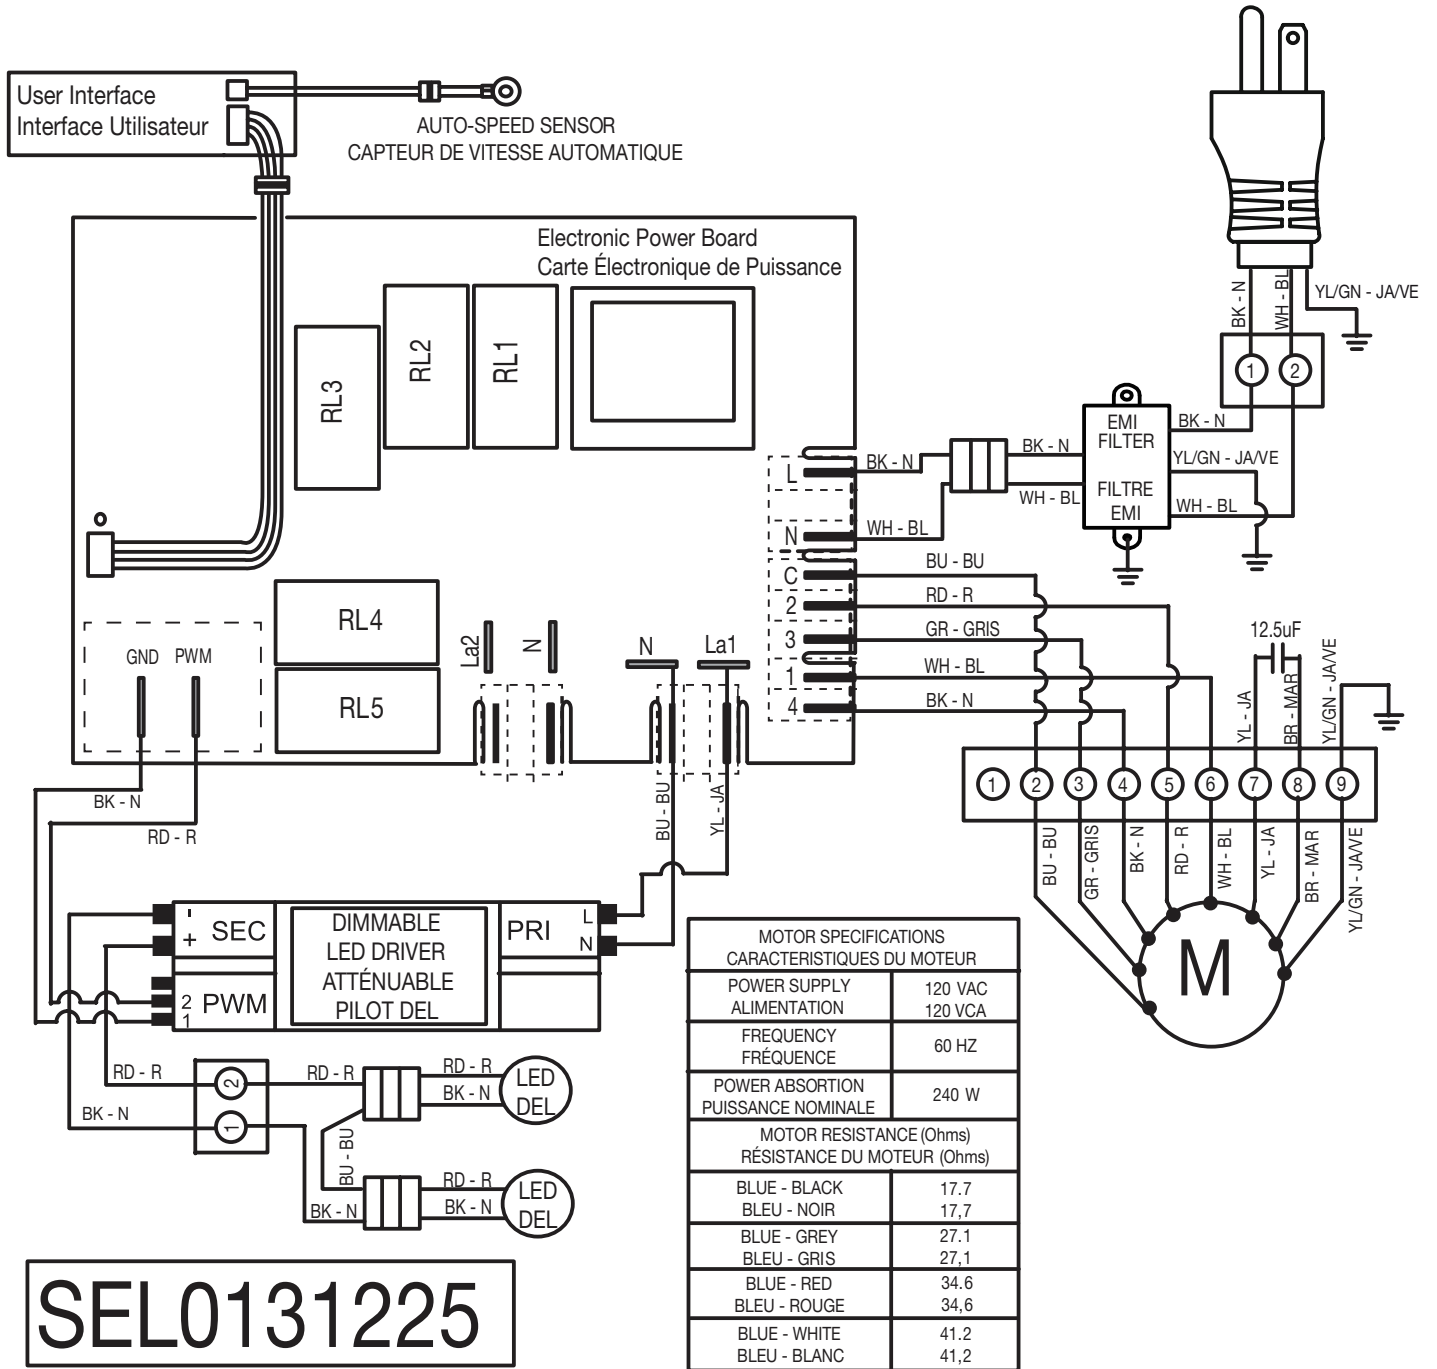 User Interface
Interface Utilisateur
AUTO-SPEED SENSOR
CAPTEUR DE VITESSE AUTOMATIQUE
Electronic Power Board
Carte Électronique de Puissance
RL3
RL2
RL1
RL4
RL5
GND PWM
La2
N
N
La1
L
N
C
2
3
1
4
BK - N
WH - BL
YL/GN - JA/VE
1
2
EMI
FILTER
FILTRE
EMI
BK - N
YL/GN - JA/VE
WH - BL
BK - N
WH - BL
BK - N
WH - BL
BU - BU
RD - R
GR - GRIS
WH - BL
BK - N
12.5uF
YL - JA
BR - MAR
YL/GN - JA/VE
1
2
3
4
5
6
7
8
9
BU - BU
GR - GRIS
BK - N
RD - R
WH - BL
YL - JA
BR - MAR
YL/GN - JA/VE
M
BK - N
RD - R
BU - BU
YL - JA
-
+
SEC
2
1
PWM
DIMMABLE
LED DRIVER
ATTÉNUABLE
PILOT DEL
PRI
L
N
RD - R
BK - N
2
1
RD - R
RD - R
BK - N
LED
DEL
BU - BU
BK - N
RD - R
BK - N
LED
DEL
MOTOR SPECIFICATIONS
CARACTERISTIQUES DU MOTEUR
POWER SUPPLY 120 VAC
ALIMENTATION 120 VCA
FREQUENCY
FRÉQUENCE
60 HZ
POWER ABSORTION
PUISSANCE NOMINALE
240 W
MOTOR RESISTANCE (Ohms)
RÉSISTANCE DU MOTEUR (Ohms)
BLUE - BLACK 17.7
BLEU - NOIR 17,7
BLUE - GREY 27.1
BLEU - GRIS 27,1
BLUE - RED 34.6
BLEU - ROUGE 34,6
BLUE - WHITE 41.2
BLEU - BLANC 41,2
SEL0131225